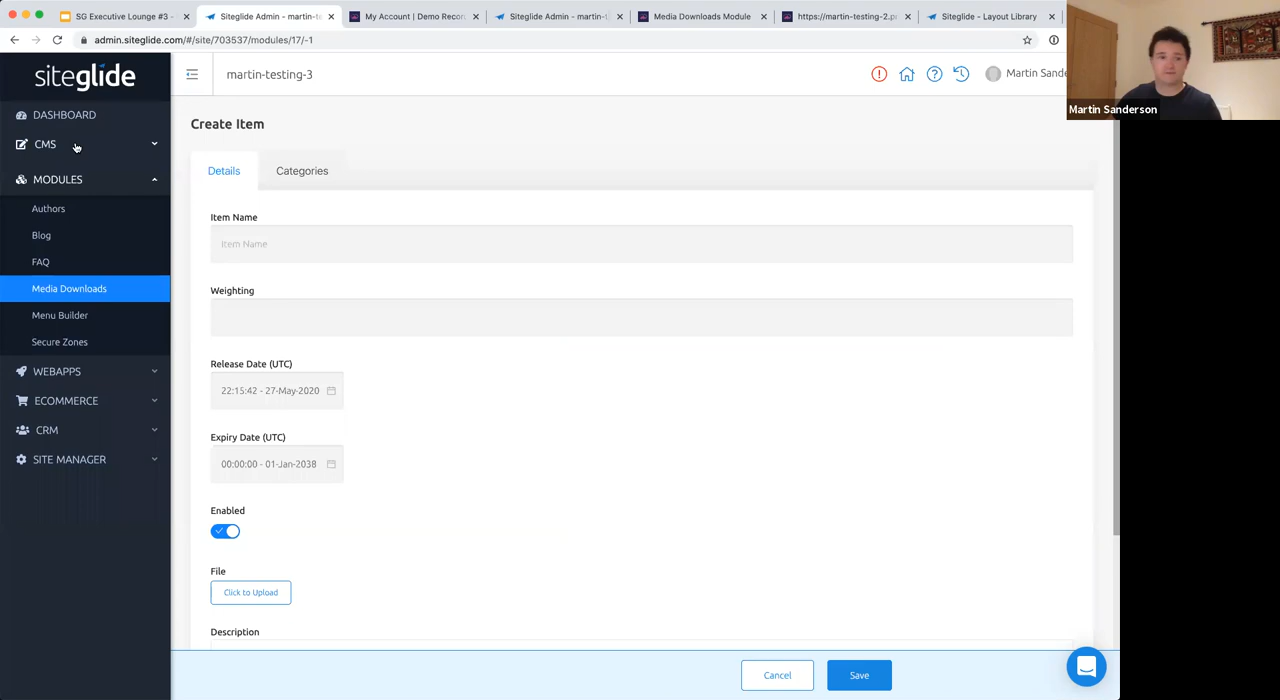 SG Executive Lounge #3 -
Siteglide Admin - martin-te
My Account | Demo Recor
Siteglide Admin - martin-t
Media Downloads Module
https://martin-testing-2.p
Siteglide - Layout Library
admin.siteglide.com/#/site/703537/modules/17/-1
siteglide
martin-testing-3
Martin Sande
Martin Sanderson
DASHBOARD
CMS
MODULES
Authors
Blog
FAQ
Media Downloads
Menu Builder
Secure Zones
WEBAPPS
ECOMMERCE
CRM
SITE MANAGER
Create Item
Details
Categories
Item Name
Item Name
Weighting
Release Date (UTC)
22:15:42 - 27-May-2020
Expiry Date (UTC)
00:00:00 - 01-Jan-2038
Enabled
File
Click to Upload
Description
Cancel
Save